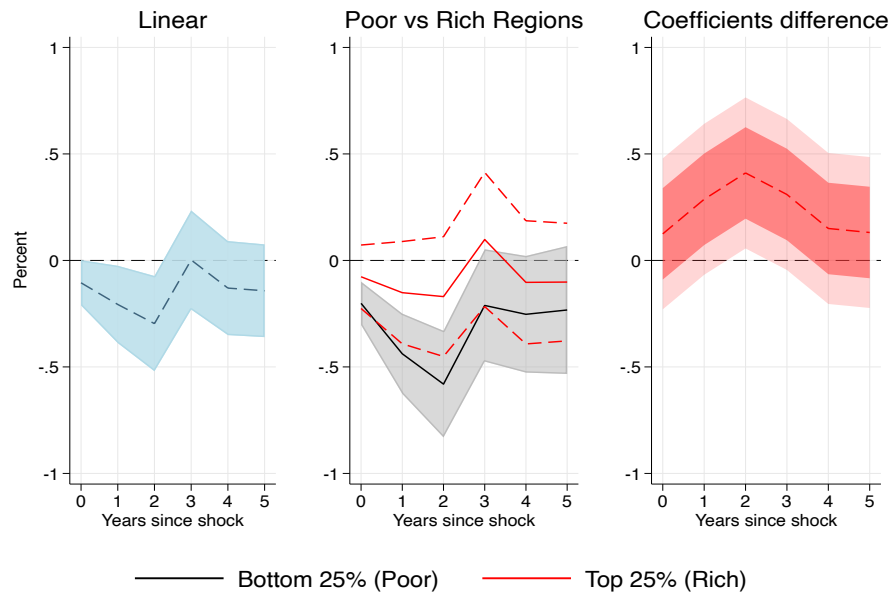 Linear
Poor vs Rich Regions
Coefficients difference
Percent
1
.5
0
-.5
-1
0 1 2 3 4 5
Years since shock
1
.5
0
-.5
-1
0 1 2 3 4 5
Years since shock
1
.5
0
-.5
-1
0 1 2 3 4 5
Years since shock
Bottom 25% (Poor)
Top 25% (Rich)